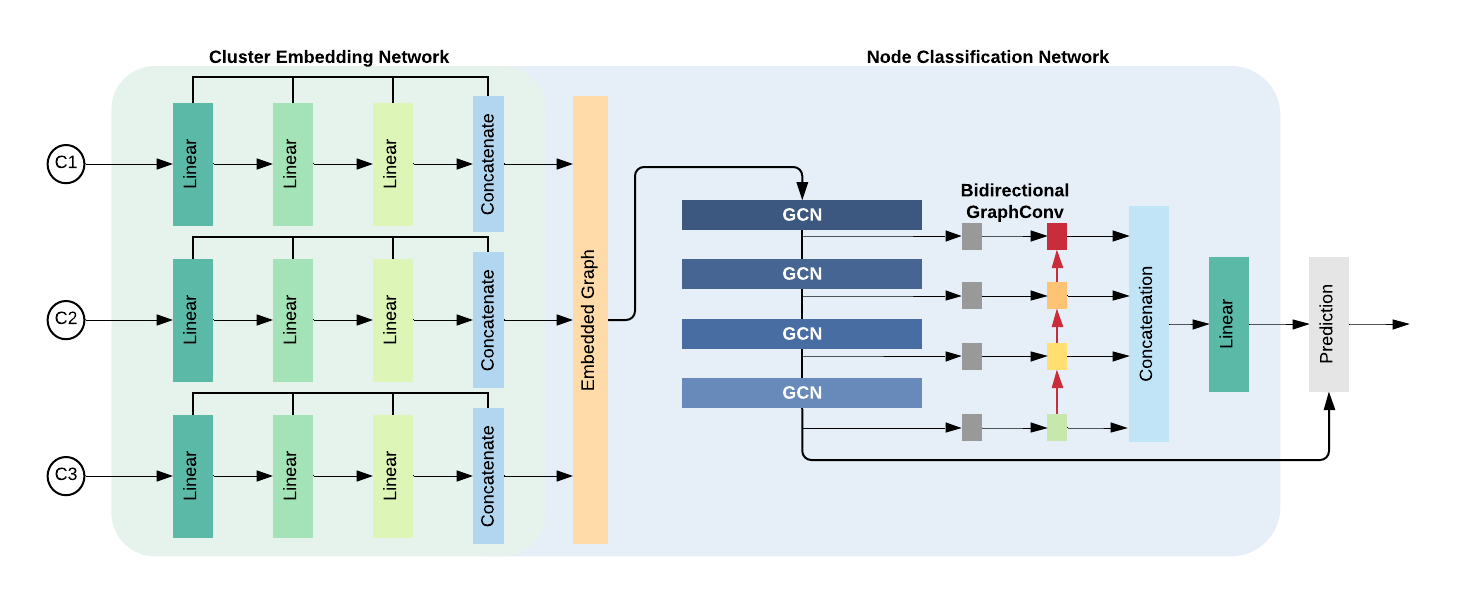 Cluster Embedding Network
Node Classification Network
C1
Linear
Linear
Linear
Concatenate
C2
Linear
Linear
Linear
Concatenate
C3
Linear
Linear
Linear
Concatenate
Embedded Graph
GCN
GCN
GCN
GCN
Bidirectional
GraphConv
Concatenation
Linear
Prediction